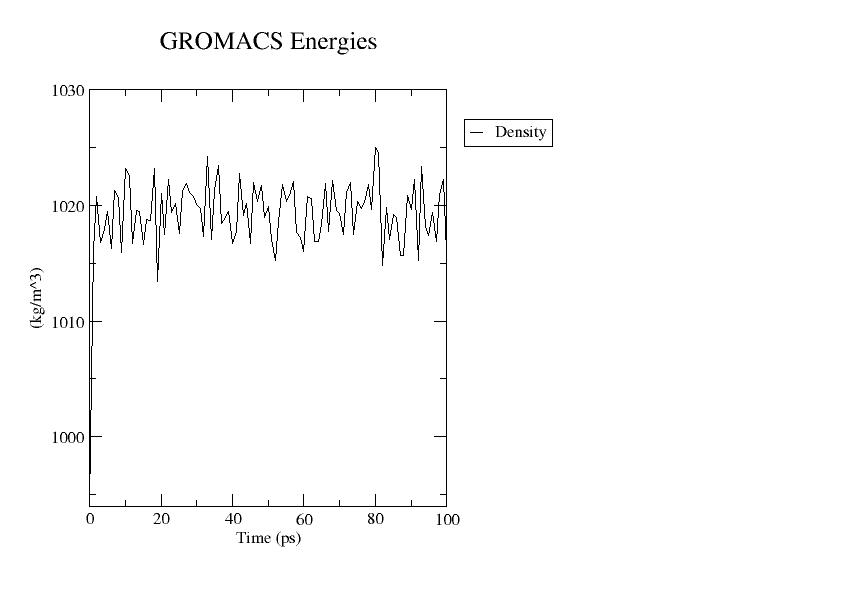 GROMACS Energies
1030
1020
1010
1000
(kg/m^3)
0 20 40 60 80 100
Time (ps)
Density